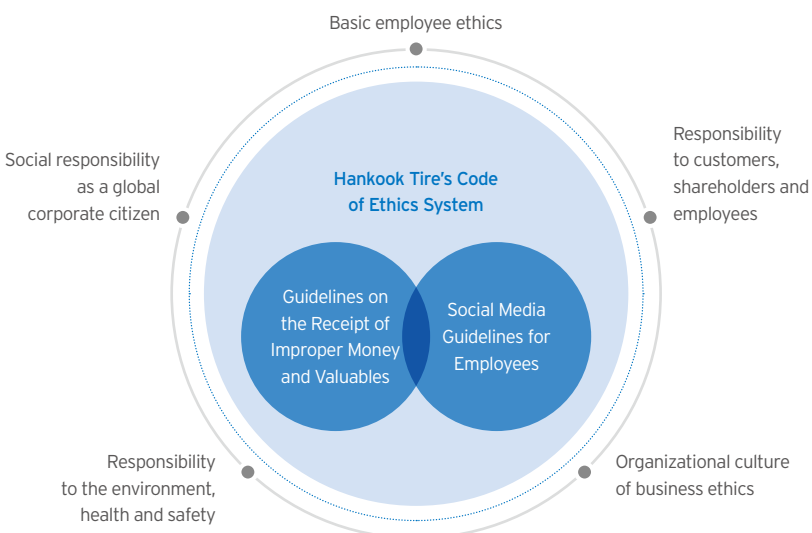 Basic employee ethics
Social responsibility
as a global
corporate citizen
Responsibility
to customers,
shareholders and
employees
Hankook Tire's Code
of Ethics System
Guidelines on
the Receipt of
Improper Money
and Valuables
Social Media
Guidelines for
Employees
Responsibility
to the environment,
health and safety
Organizational culture
of business ethics